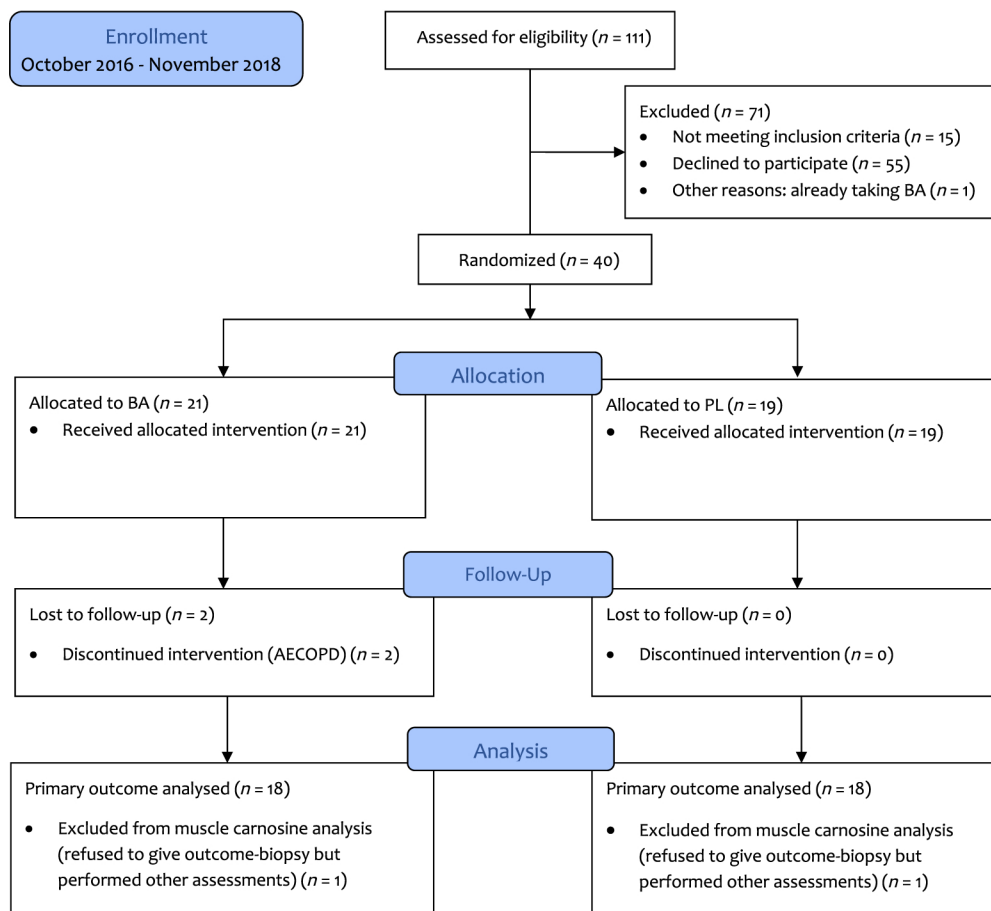 Enrollment
October 2016 - November 2018
Assessed for eligibility (n = 111)
Excluded (n = 71)
• Not meeting inclusion criteria (n = 15)
• Declined to participate (n = 55)
• Other reasons: already taking BA (n = 1)
Randomized (n = 40)
Allocation
Allocated to BA (n = 21)
• Received allocated intervention (n = 21)
Allocated to PL (n = 19)
• Received allocated intervention (n = 19)
Follow-Up
Lost to follow-up (n = 2)
• Discontinued intervention (AECOPD) (n = 2)
Lost to follow-up (n = 0)
• Discontinued intervention (n = 0)
Analysis
Primary outcome analysed (n = 18)
• Excluded from muscle carnosine analysis
(refused to give outcome-biopsy but
performed other assessments) (n = 1)
Primary outcome analysed (n = 18)
• Excluded from muscle carnosine analysis
(refused to give outcome-biopsy but
performed other assessments) (n = 1)